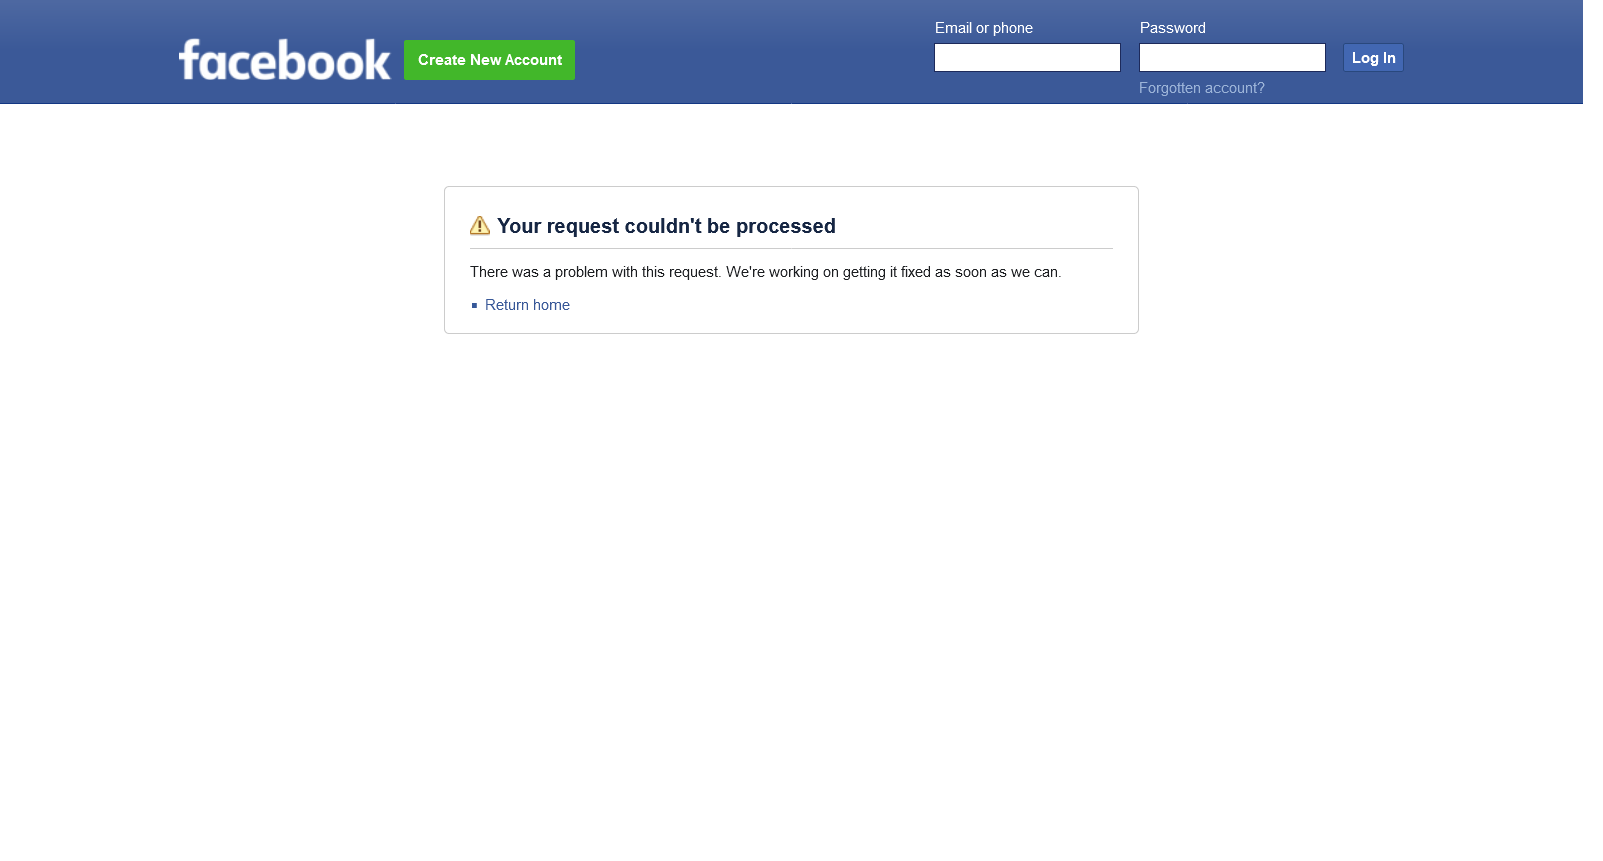 facebook
Create New Account
Email or phone
Password
Log In
Forgotten account?
Your request couldn't be processed
There was a problem with this request. We're working on getting it fixed as soon as we can.
Return home